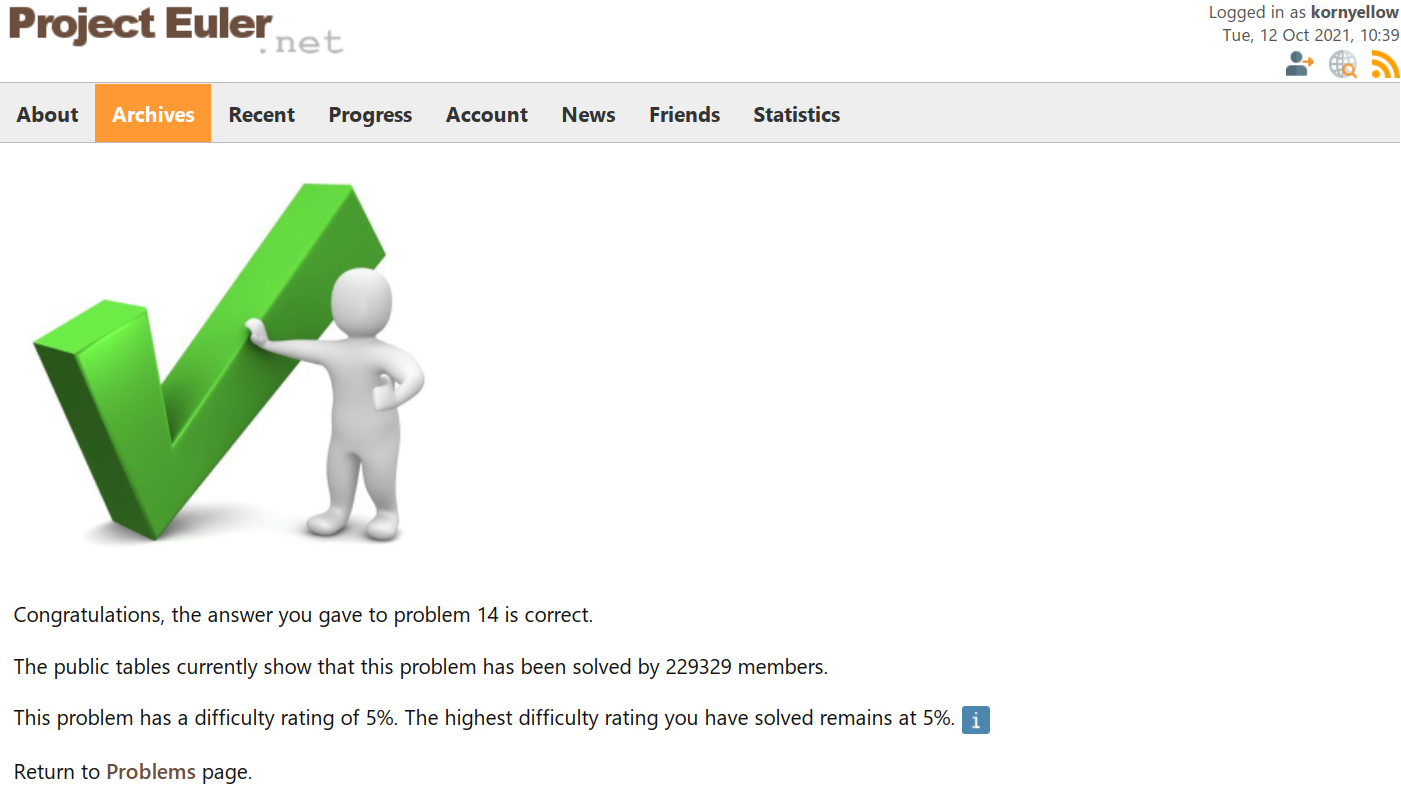 Project Euler
.net
Logged in as kornyellow
Tue, 12 Oct 2021, 10:39
About Archives Recent Progress Account News Friends Statistics
Congratulations, the answer you gave to problem 14 is correct.
The public tables currently show that this problem has been solved by 229329 members.
This problem has a difficulty rating of 5%. The highest difficulty rating you have solved remains at 5%. i
Return to Problems page.